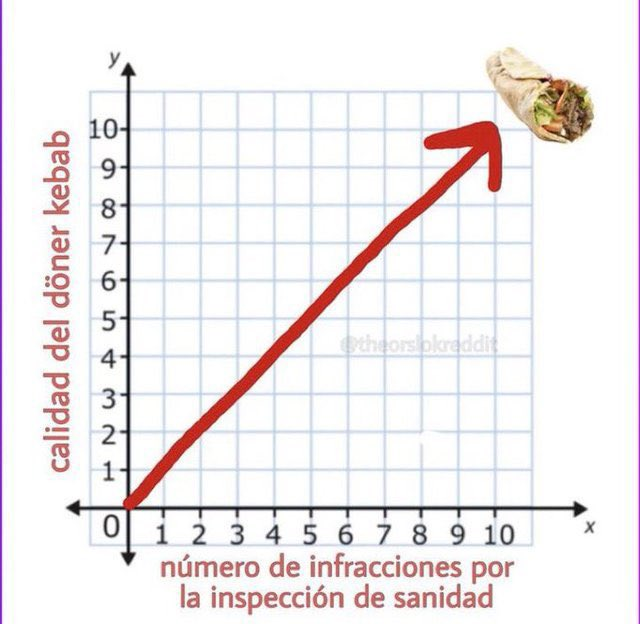 y
calidad del döner kebab
10
9
8
7
6
5
4
3
2
1
@theorslokreddit
0 1 2 3 4 5 6 7 8 9 10
x
número de infracciones por
la inspección de sanidad